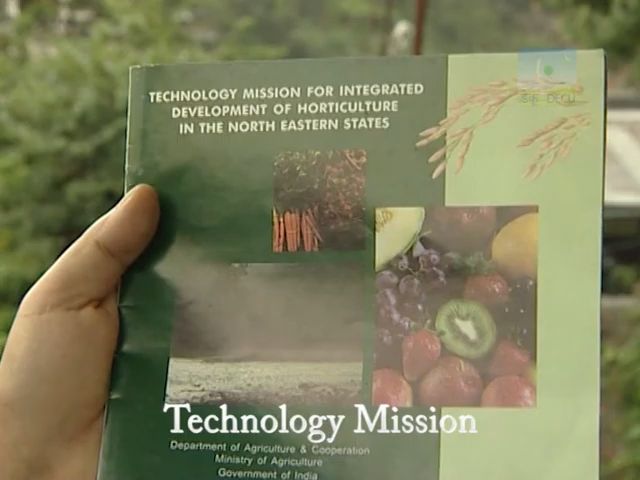 TECHNOLOGY MISSION FOR INTEGRATED
DEVELOPMENT OF HORTICULTURE
IN THE NORTH EASTERN STATES
Technology Mission
Department of Agriculture & Cooperation
Ministry of Agriculture
Government of India